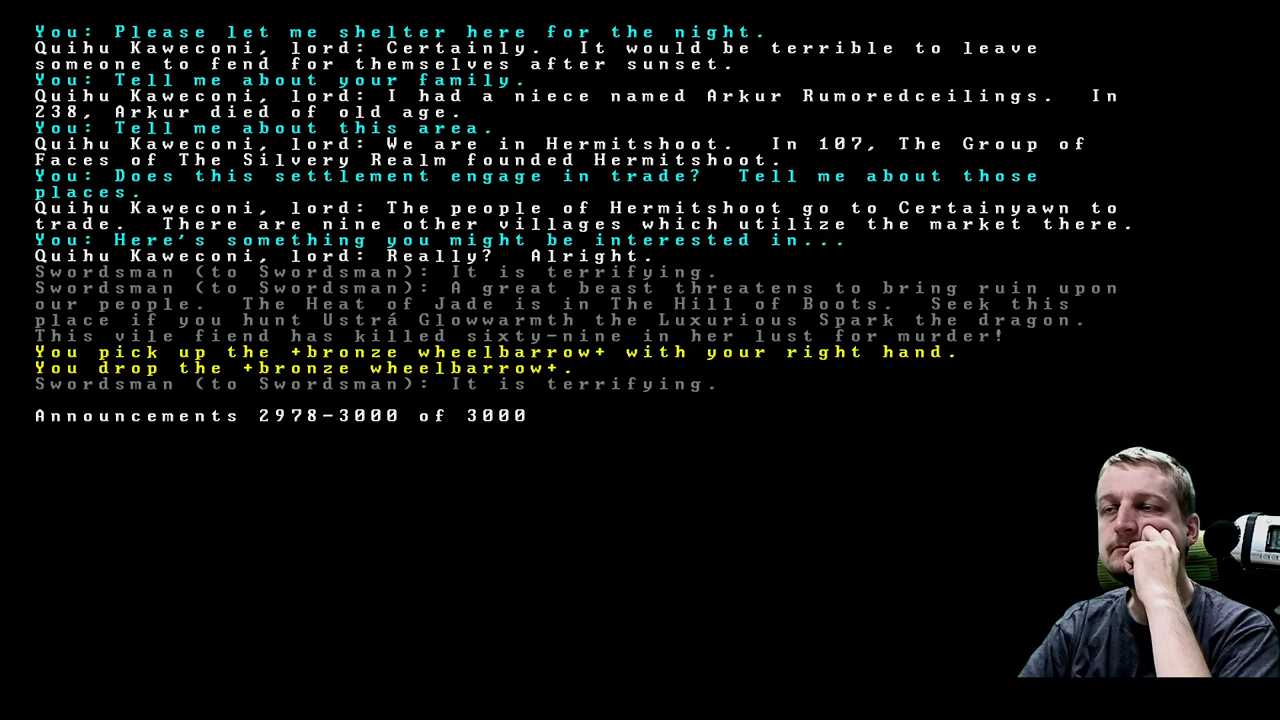 You: Please let me shelter here for the night.
Quihu Kaweconi, lord: Certainly.  It would be terrible to leave
someone to fend for themselves after sunset.
You: Tell me about your family.
Quihu Kaweconi, lord: I had a niece named Arkur Rumoredceilings.  In
238, Arkur died of old age.
You: Tell me about this area.
Quihu Kaweconi, lord: We are in Hermitshoot.  In 107, The Group of
Faces of The Silvery Realm founded Hermitshoot.
You: Does this settlement engage in trade?  Tell me about those
places.
Quihu Kaweconi, lord: The people of Hermitshoot go to Certainyawn to
trade.  There are nine other villages which utilize the market there.
You: Here's something you might be interested in...
Quihu Kaweconi, lord: Really?  Alright.
Swordsman (to Swordsman): It is terrifying.
Swordsman (to Swordsman): A great beast threatens to bring ruin upon
our people.  The Heat of Jade is in The Hill of Boots.  Seek this
place if you hunt Ustrá Glowwarmth the Luxurious Spark the dragon.
This vile fiend has killed sixty-nine in her lust for murder!
You pick up the +bronze wheelbarrow+ with your right hand.
You drop the +bronze wheelbarrow+.
Swordsman (to Swordsman): It is terrifying.
Announcements 2978-3000 of 3000